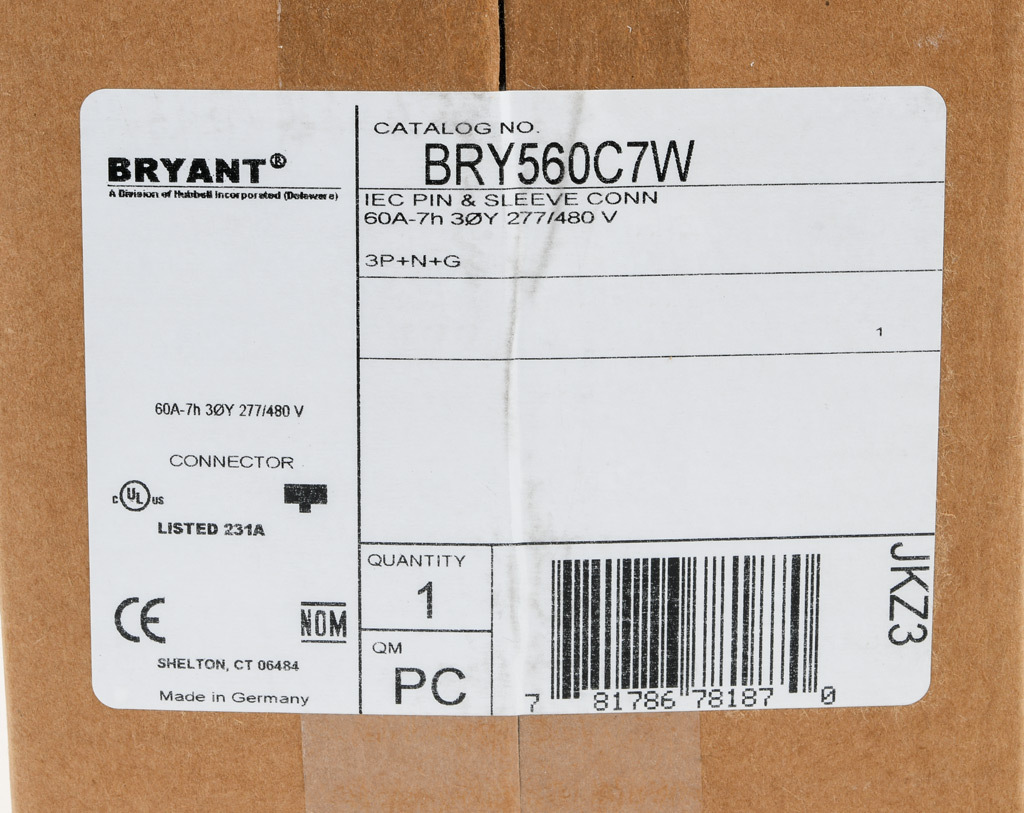 BRYANT®
A Division of Hubbell Incorporated (Delaware)
CATALOG NO.
BRY560C7W
IEC PIN & SLEEVE CONN
60A-7h 3ØY 277/480 V
3P+N+G
1
60A-7h 3ØY 277/480 V
CONNECTOR
C UL US
LISTED 231A
CE
NOM
SHELTON, CT 06484
Made in Germany
QUANTITY
1
QM
PC
7 81786 78187 0
JKZ3